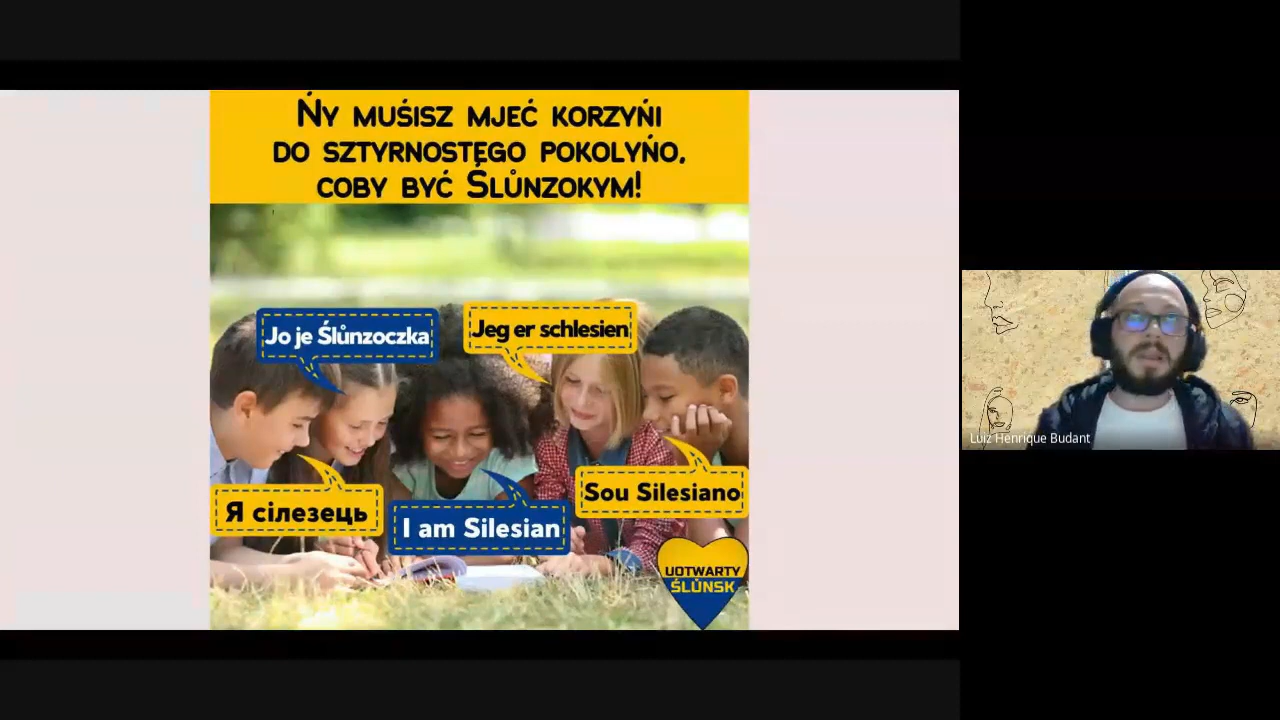 Ńy muśisz mjeć korzyńi
do sztyrnostego pokolyńo,
coby być Ślůnzokym!
Jo je Ślůnzoczka
Jeg er schlesien
Я сілезець
I am Silesian
Sou Silesiano
UOTWARTY
ŚLŮNSK
Luiz Henrique Budant